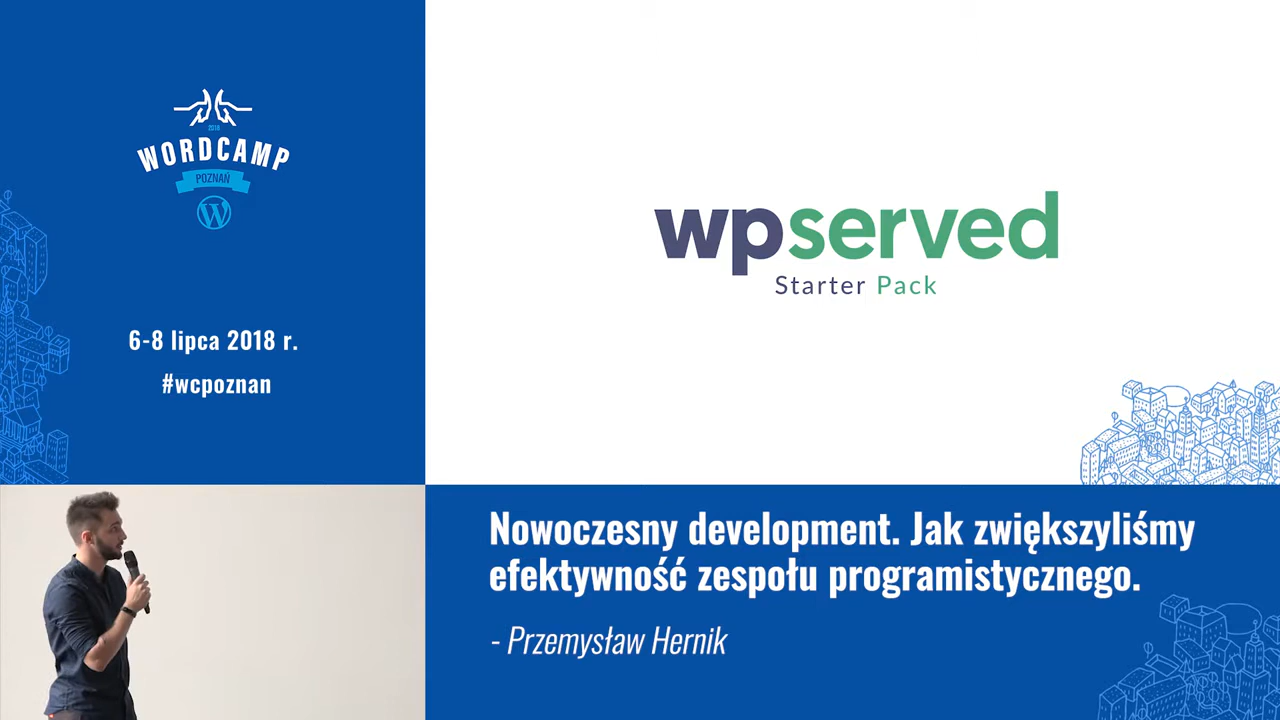 2018
WORDCAMP
POZNAŃ
6-8 lipca 2018 r.
#wcpoznan
wpserved
Starter Pack
Nowoczesny development. Jak zwiększyliśmy
efektywność zespołu programistycznego.
- Przemysław Hernik